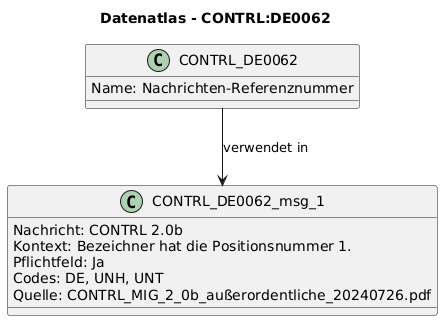 Datenatlas - CONTRL:DE0062
C CONTRL_DE0062
Name: Nachrichten-Referenznummer
verwendet in
C CONTRL_DE0062_msg_1
Nachricht: CONTRL 2.0b
Kontext: Bezeichner hat die Positionsnummer 1.
Pflichtfeld: Ja
Codes: DE, UNH, UNT
Quelle: CONTRL_MIG_2_0b_außerordentliche_20240726.pdf